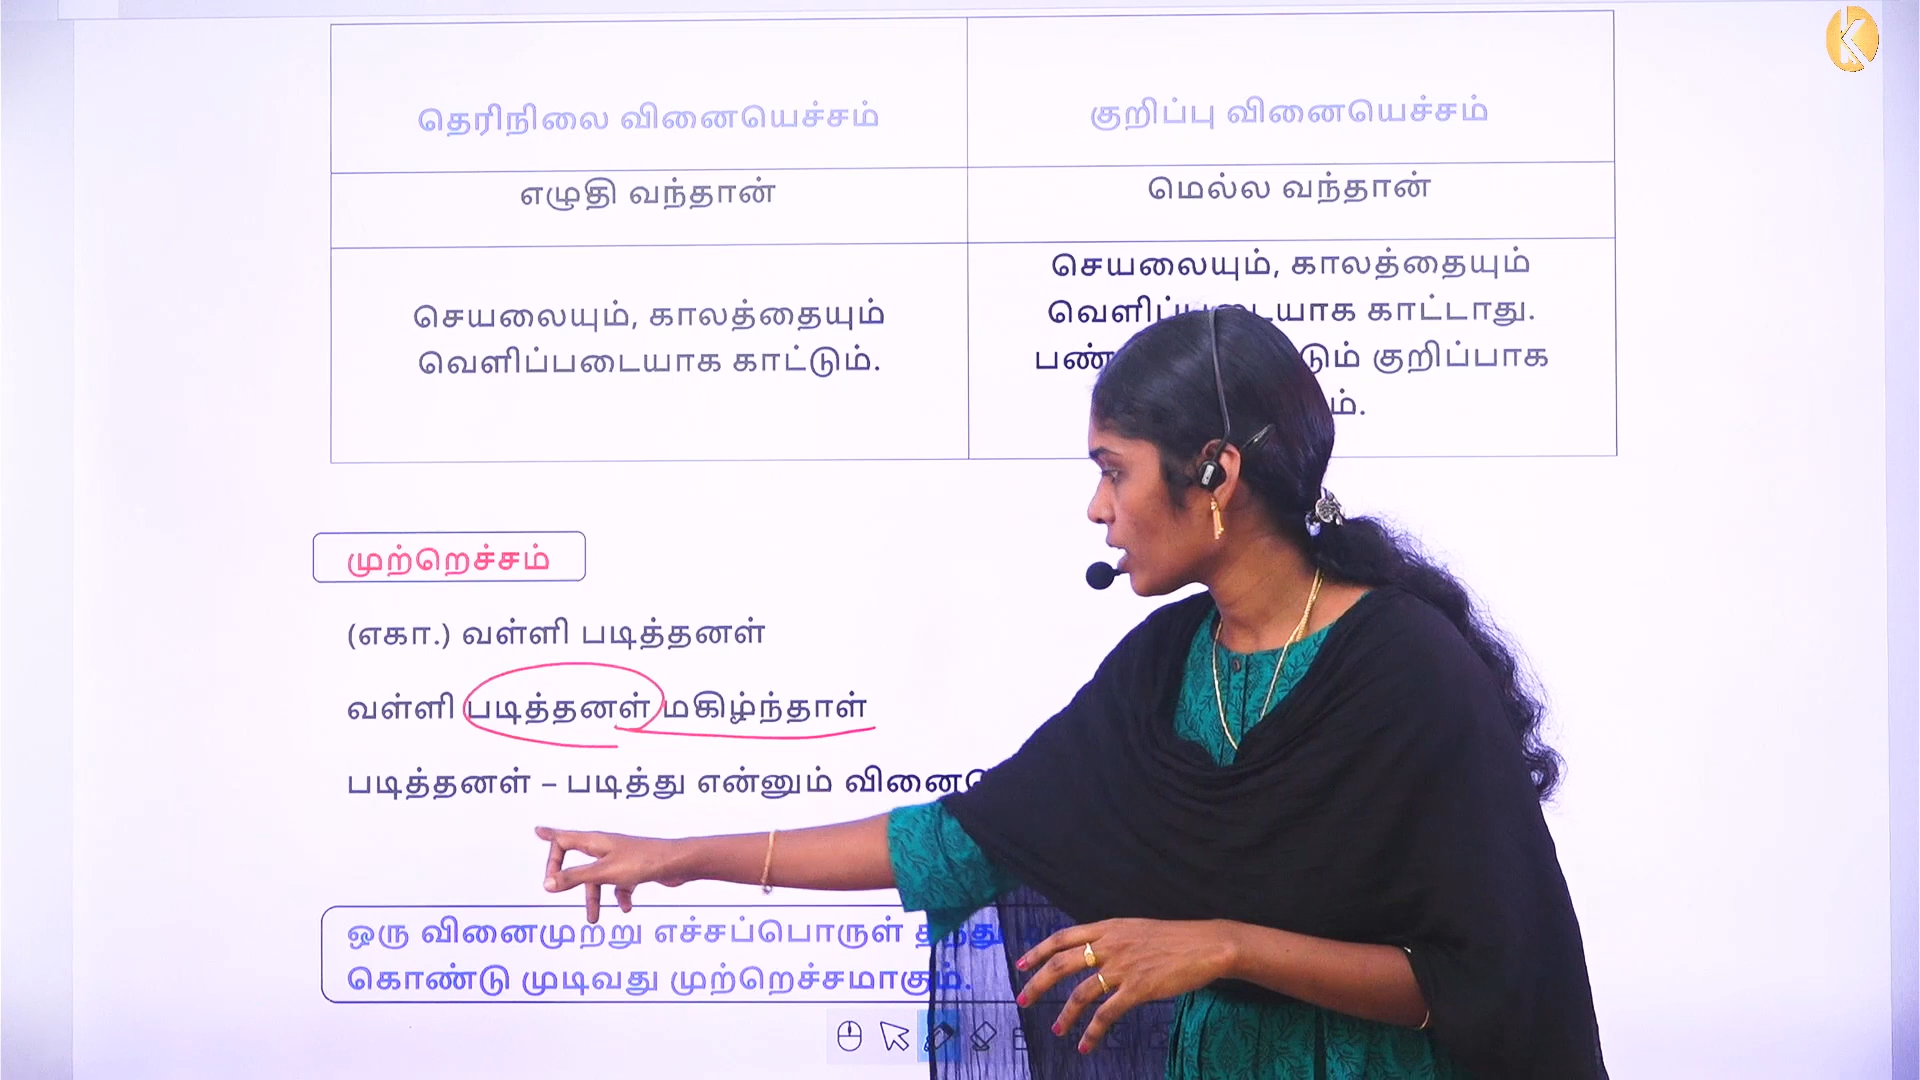 தெரிநிலை வினையெச்சம்
குறிப்பு வினையெச்சம்
எழுதி வந்தான்
மெல்ல வந்தான்
செயலையும், காலத்தையும்
வெளிப்படையாக காட்டும்.
செயலையும், காலத்தையும்
காட்டாது.
குறிப்பாக
முற்றெச்சம்
(எகா.) வள்ளி படித்தனள்
வள்ளி படித்தனள் மகிழ்ந்தாள்
படித்தனள் – படித்து என்னும்
ஒரு வினைமுற்று எச்சப்பொருள்
கொண்டு முடிவது முற்றெச்சமாகும்.